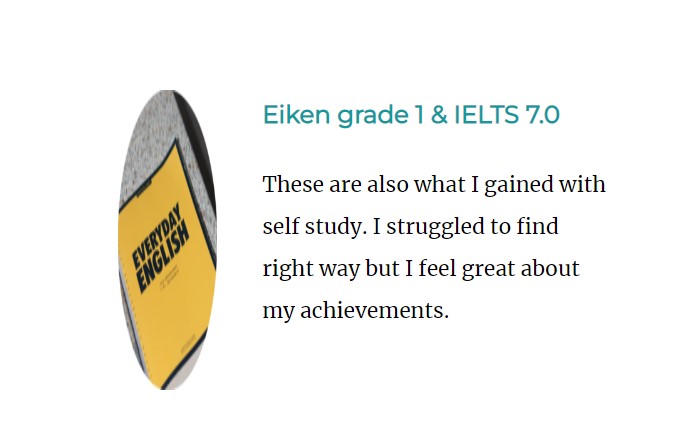 Eiken grade 1 & IELTS 7.0
These are also what I gained with
self study. I struggled to find
right way but I feel great about
my achievements.
EVERYDAY
ENGLISH